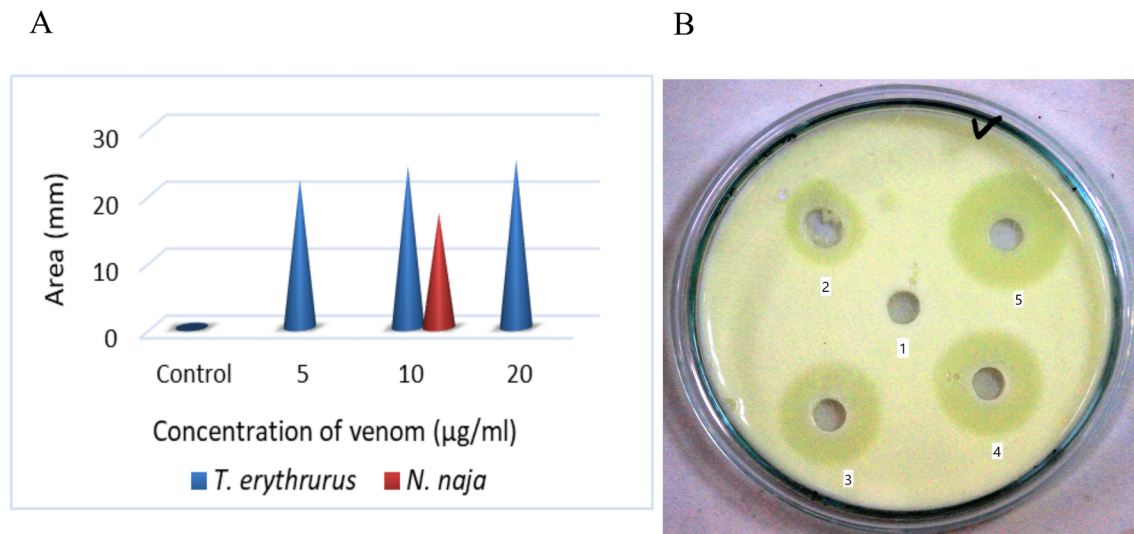 A
B
30
20
10
0
Area (mm)
Control 5 10 20
Concentration of venom (µg/ml)
T. erythrurus N. naja
2
5
1
3
4